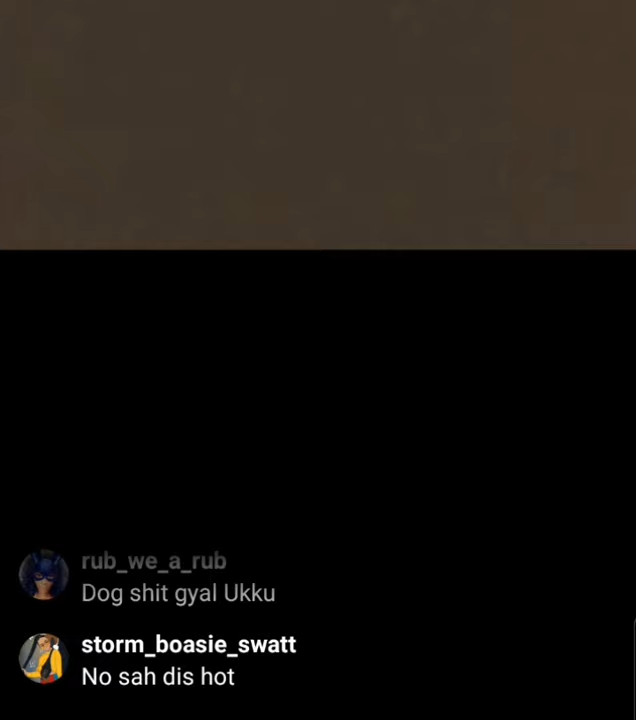 rub_we_a_rub
Dog shit gyal Ukku
storm_boasie_swatt
No sah dis hot